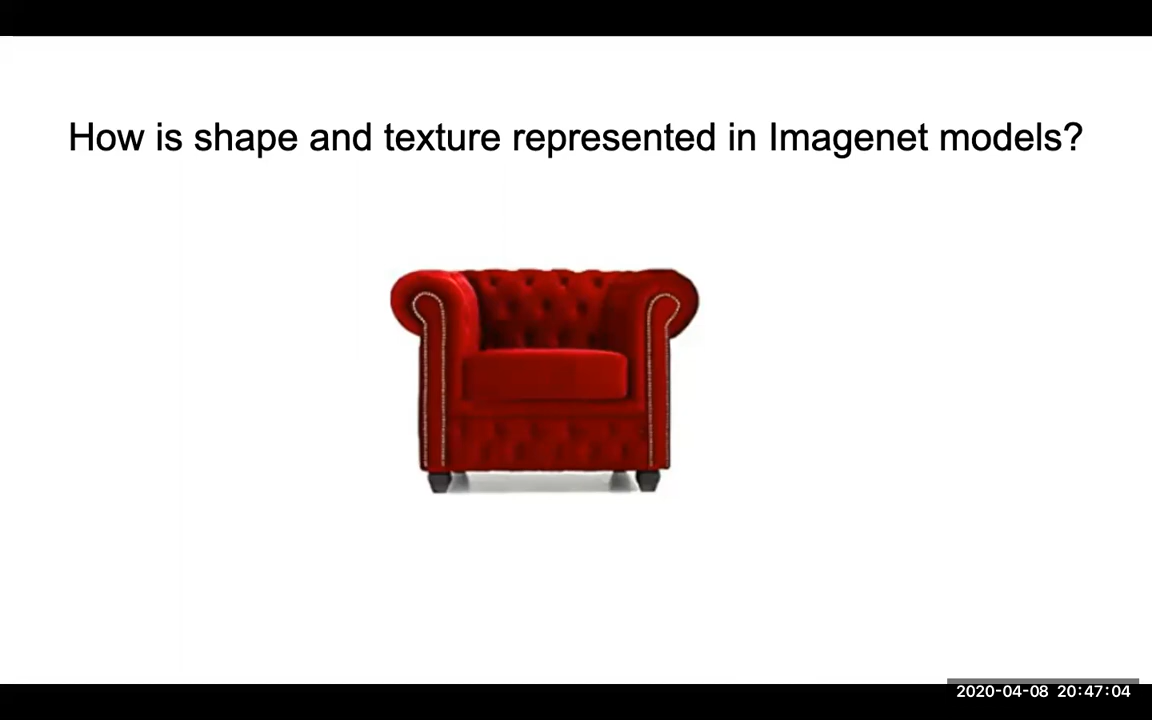 How is shape and texture represented in Imagenet models?
2020-04-08 20:47:04